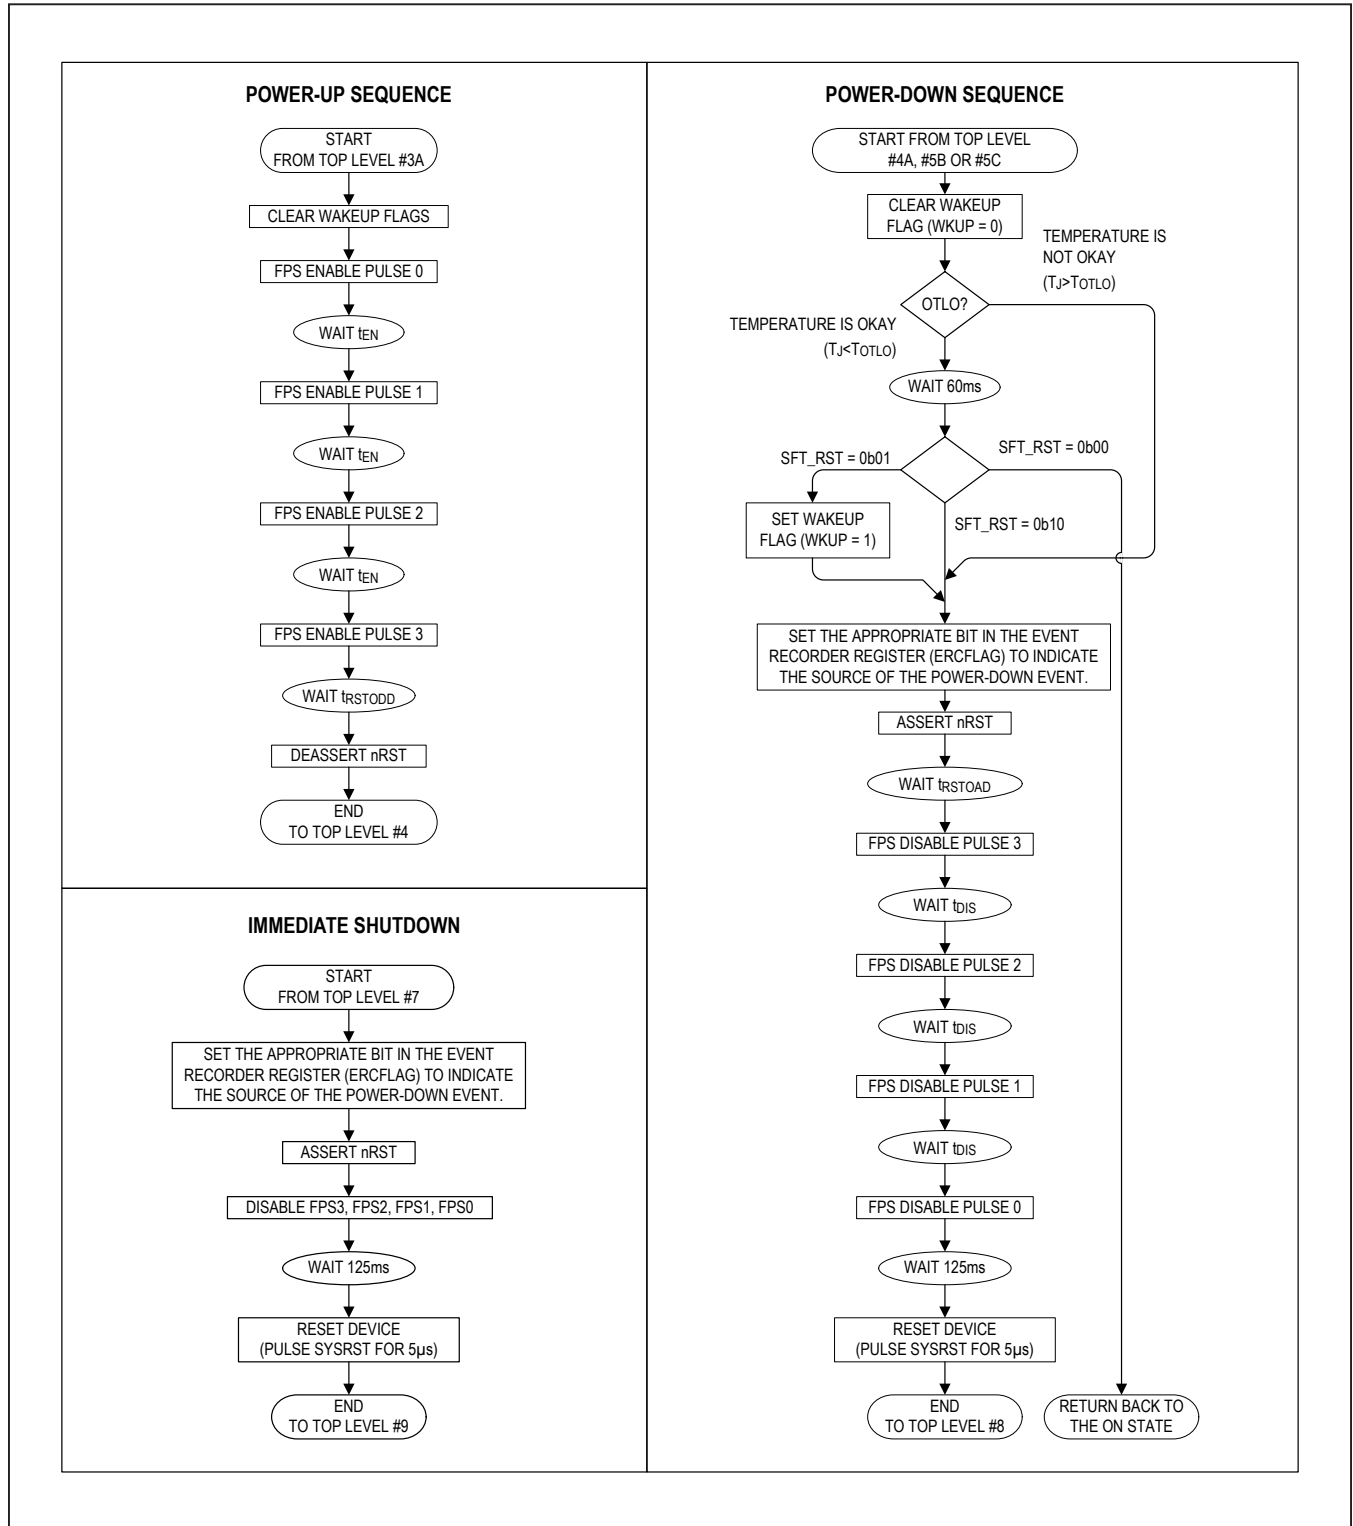 POWER-UP SEQUENCE
START
FROM TOP LEVEL #3A
CLEAR WAKEUP FLAGS
FPS ENABLE PULSE 0
WAIT tEN
FPS ENABLE PULSE 1
WAIT tEN
FPS ENABLE PULSE 2
WAIT tEN
FPS ENABLE PULSE 3
WAIT tRSTODD
DEASSERT nRST
END
TO TOP LEVEL #4
IMMEDIATE SHUTDOWN
START
FROM TOP LEVEL #7
SET THE APPROPRIATE BIT IN THE EVENT
RECORDER REGISTER (ERCFLAG) TO INDICATE
THE SOURCE OF THE POWER-DOWN EVENT.
ASSERT nRST
DISABLE FPS3, FPS2, FPS1, FPS0
WAIT 125ms
RESET DEVICE
(PULSE SYSRST FOR 5µs)
END
TO TOP LEVEL #9
POWER-DOWN SEQUENCE
START FROM TOP LEVEL
#4A, #5B OR #5C
CLEAR WAKEUP
FLAG (WKUP = 0)
TEMPERATURE IS
NOT OKAY
(TJ>TOTLO)
OTLO?
TEMPERATURE IS OKAY
(TJ<TOTLO)
WAIT 60ms
SFT_RST = 0b01
SFT_RST = 0b00
SET WAKEUP
FLAG (WKUP = 1)
SFT_RST = 0b10
SET THE APPROPRIATE BIT IN THE EVENT
RECORDER REGISTER (ERCFLAG) TO INDICATE
THE SOURCE OF THE POWER-DOWN EVENT.
ASSERT nRST
WAIT tRSTOAD
FPS DISABLE PULSE 3
WAIT tDIS
FPS DISABLE PULSE 2
WAIT tDIS
FPS DISABLE PULSE 1
WAIT tDIS
FPS DISABLE PULSE 0
WAIT 125ms
RESET DEVICE
(PULSE SYSRST FOR 5µs)
END
TO TOP LEVEL #8
RETURN BACK TO
THE ON STATE